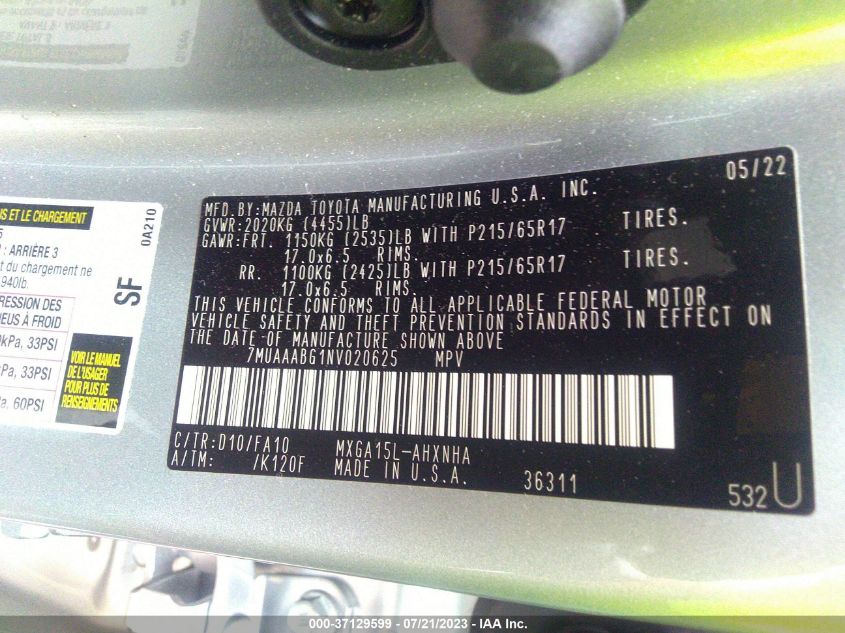 05/22
MFD.BY:MAZDA TOYOTA MANUFACTURING U.S.A. INC.
GVWR:2020KG (4455)LB
GAWR:FRT. 1150KG (2535)LB WITH P215/65R17 TIRES.
17.0x6.5 RIMS.
RR. 1100KG (2425)LB WITH P215/65R17 TIRES.
17.0x6.5 RIMS.
THIS VEHICLE CONFORMS TO ALL APPLICABLE FEDERAL MOTOR
VEHICLE SAFETY AND THEFT PREVENTION STANDARDS IN EFFECT ON
THE DATE OF MANUFACTURE SHOWN ABOVE
7MUAAABG1NV020625 MPV
C/TR:D10/FA10 MXGA15L-AHXNHA
A/TM: /K120F MADE IN U.S.A. 36311
532U
IS ET LE CHARGEMENT
: ARRIÈRE 3
t du chargement ne
940lb.
RESSION DES
NEUS À FROID
kPa, 33PSI
Pa, 33PSI
a, 60PSI
VOIR LE MANUEL
DE L'USAGER
POUR PLUS DE
RENSEIGNEMENTS
0A210
SF
000-37129599 - 07/21/2023 - IAA Inc.